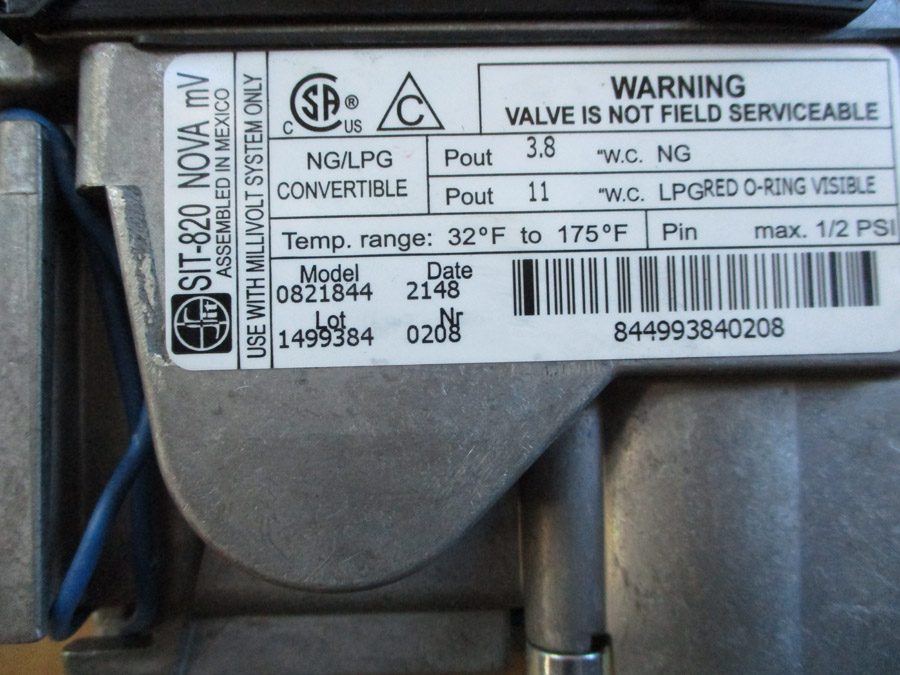 SIT-820 NOVA mV
ASSEMBLED IN MEXICO
USE WITH MILLIVOLT SYSTEM ONLY
Sit
C SA ® US
C
WARNING
VALVE IS NOT FIELD SERVICEABLE
NG/LPG
CONVERTIBLE
Pout 3.8 "W.C. NG
Pout 11 "W.C. LPG RED O-RING VISIBLE
Temp. range: 32°F to 175°F
Pin max. 1/2 PSI
Model Date
0821844 2148
Lot Nr
1499384 0208
844993840208